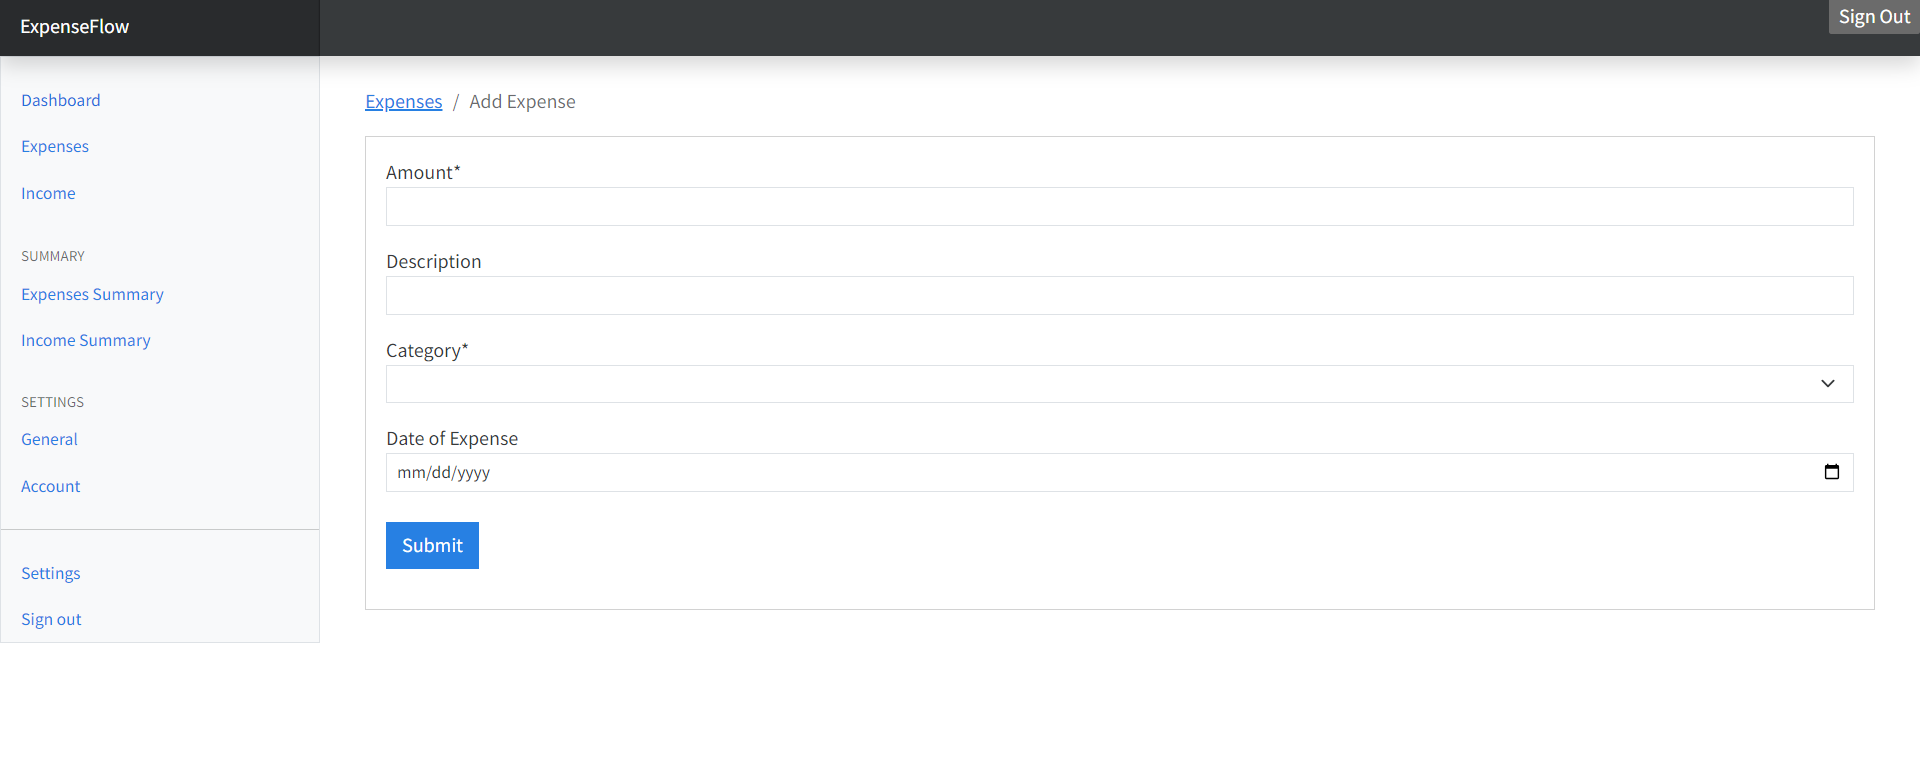 ExpenseFlow
Sign Out
Dashboard
Expenses
Income
SUMMARY
Expenses Summary
Income Summary
SETTINGS
General
Account
Settings
Sign out
Expenses / Add Expense
Amount*
Description
Category*
Date of Expense
mm/dd/yyyy
Submit